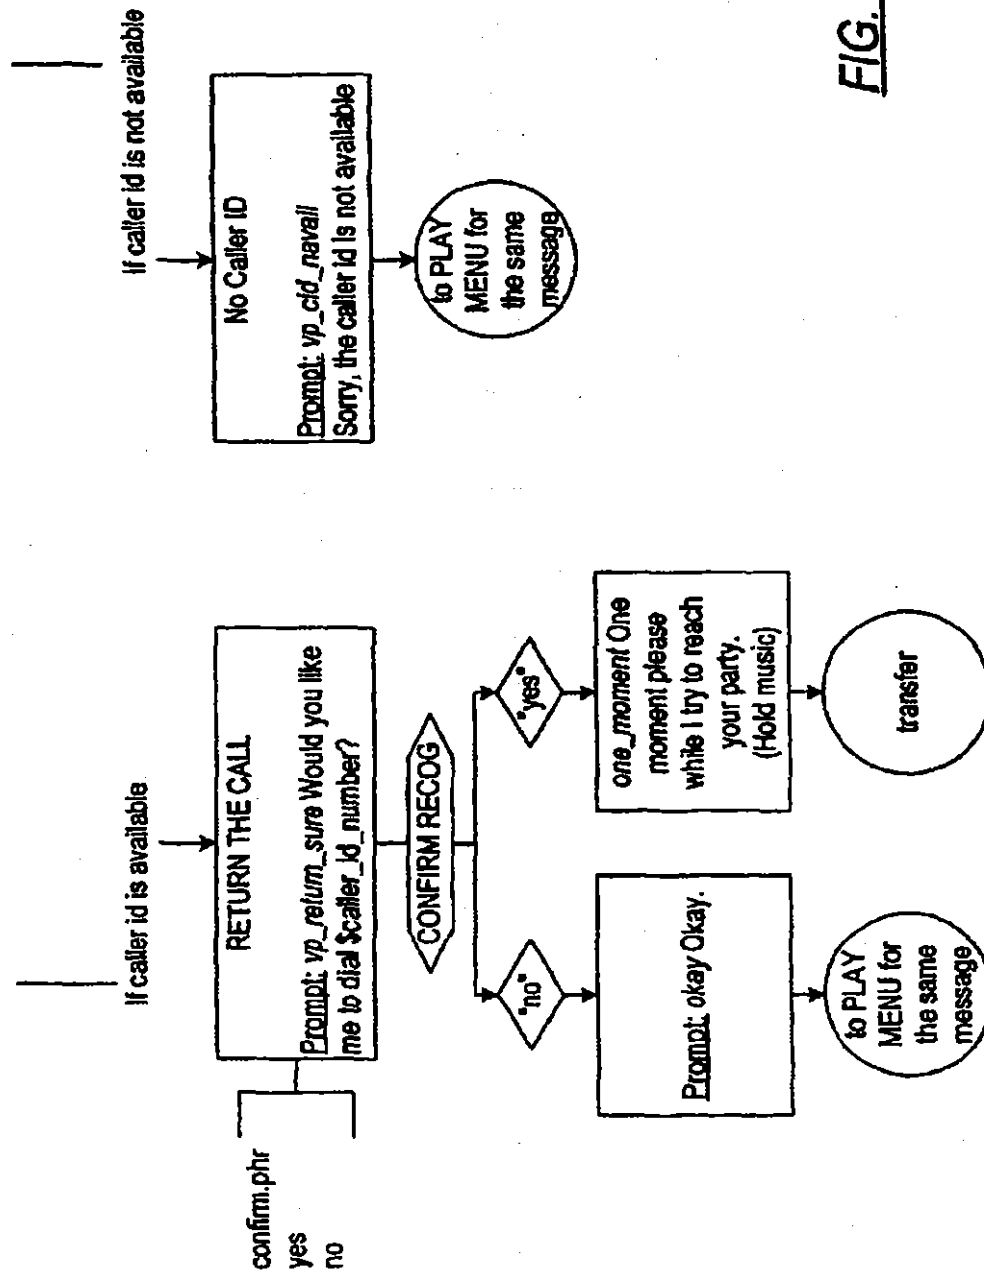 If caller id is available
RETURN THE CALL
Prompt: vp_return_sure Would you like
me to dial $caller_id_number?
confirm.phr
yes
no
CONFIRM RECOG
"no"
"yes"
Prompt: okay Okay.
one_moment One
moment please
while I try to reach
your party.
(Hold music)
to PLAY
MENU for
the same
message
transfer
If caller id is not available
No Caller ID
Prompt: vp_cid_navail
Sorry, the caller id is not available
to PLAY
MENU for
the same
message
FIG.